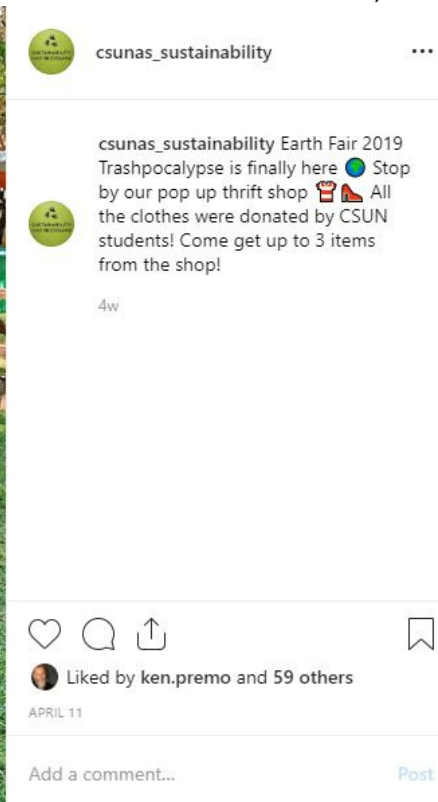 csunas_sustainability
csunas_sustainability Earth Fair 2019
Trashpocalypse is finally here 🌍 Stop
by our pop up thrift shop 👚👠 All
the clothes were donated by CSUN
students! Come get up to 3 items
from the shop!
4w
Liked by ken.premo and 59 others
APRIL 11
Add a comment...
Post